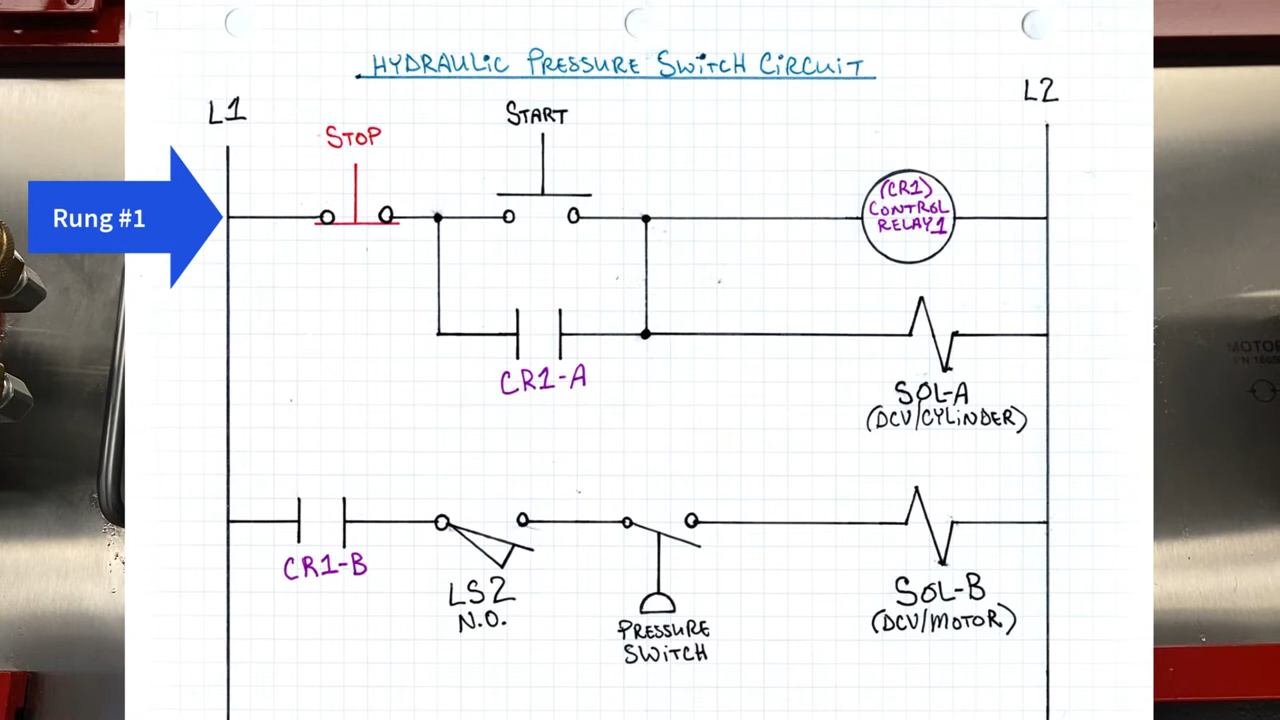 HYDRAULIC PRESSURE SWITCH CIRCUIT
L1
L2
STOP
START
Rung #1
(CR1)
CONTROL
RELAY 1
CR1-A
SOL-A
(DCV/CYLINDER)
CR1-B
LS2
N.O.
PRESSURE
SWITCH
SOL-B
(DCV/MOTOR)